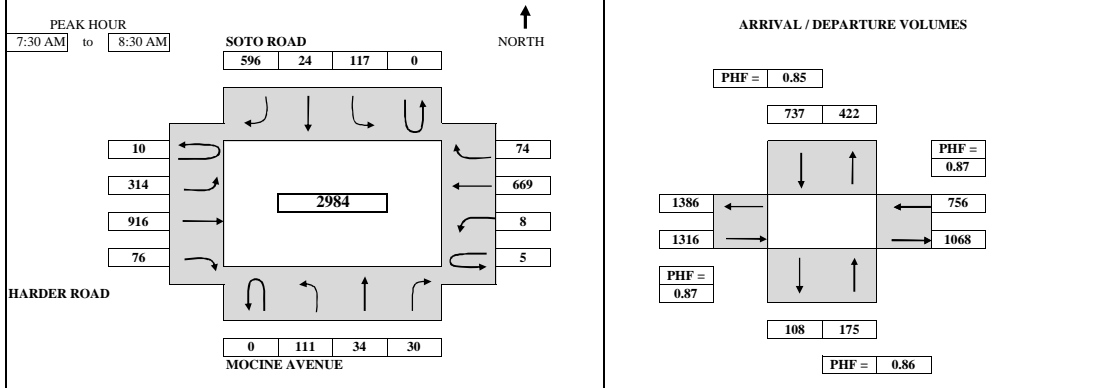 PEAK HOUR
7:30 AM to 8:30 AM
SOTO ROAD
NORTH
596 24 117 0
10
314
916
76
2984
74
669
8
5
HARDER ROAD
0 111 34 30
MOCINE AVENUE
ARRIVAL / DEPARTURE VOLUMES
PHF = 0.85
737 422
PHF =
0.87
1386
1316
756
1068
PHF =
0.87
108 175
PHF = 0.86